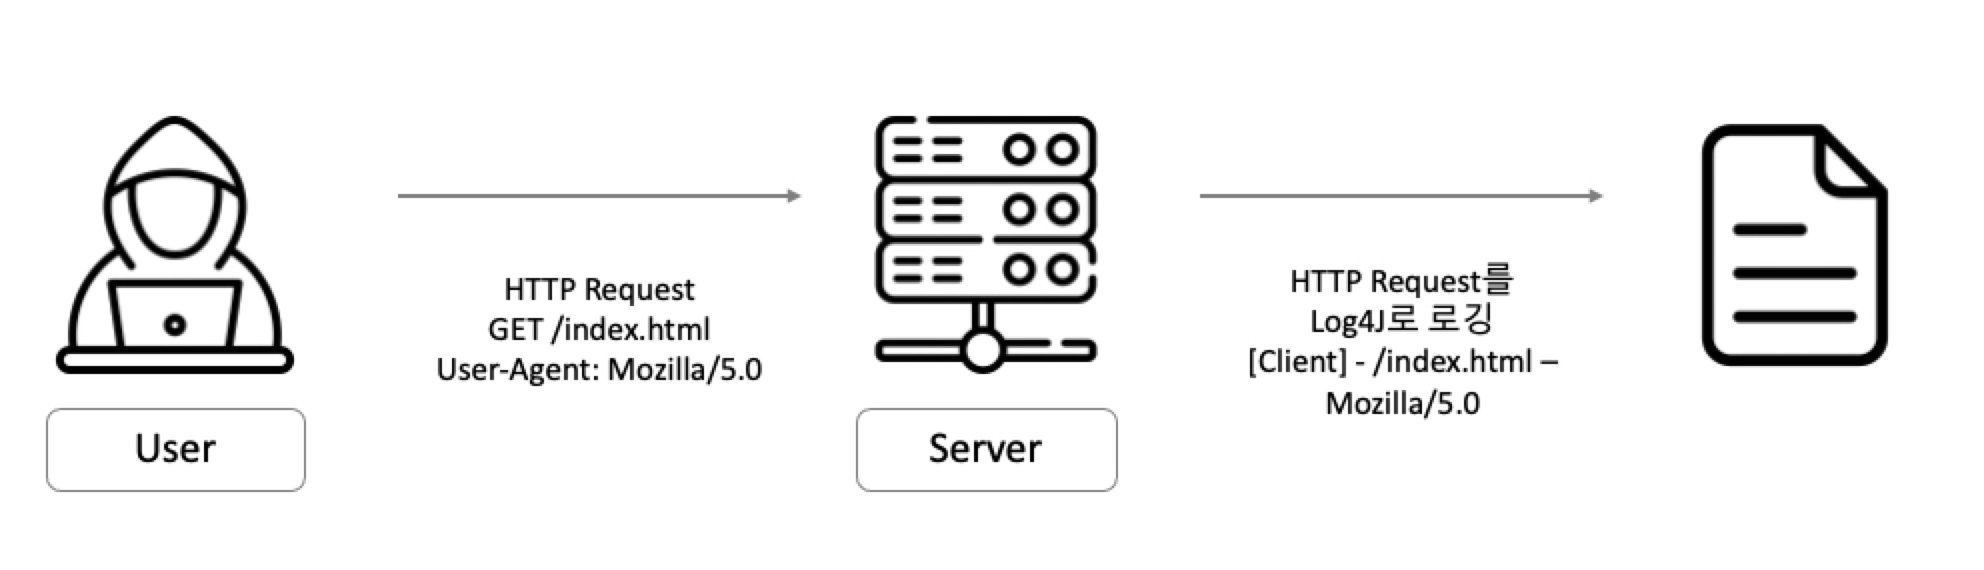 HTTP Request
GET /index.html
User-Agent: Mozilla/5.0
HTTP Request를
Log4J로 로깅
[Client] - /index.html –
Mozilla/5.0
User
Server